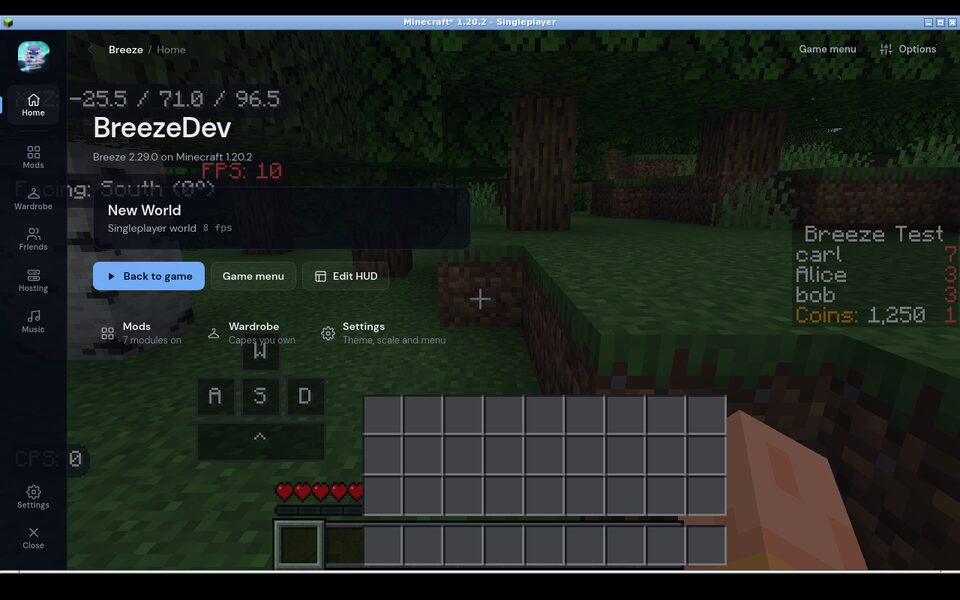 Minecraft* 1.20.2 - Singleplayer
Breeze / Home
Game menu
Options
-25.5 / 71.0 / 96.5
Home
BreezeDev
Breeze 2.29.0 on Minecraft 1.20.2
Mods
FPS: 10
Facing: South (0°)
Wardrobe
New World
Singleplayer world 8 fps
Friends
Breeze Test
carl 7
Alice 3
bob 3
Coins: 1,250 1
Hosting
Back to game
Game menu
Edit HUD
Music
Mods
7 modules on
Wardrobe
Capes you own
Settings
Theme, scale and menu
W
A
S
D
^
CPS: 0
Settings
Close